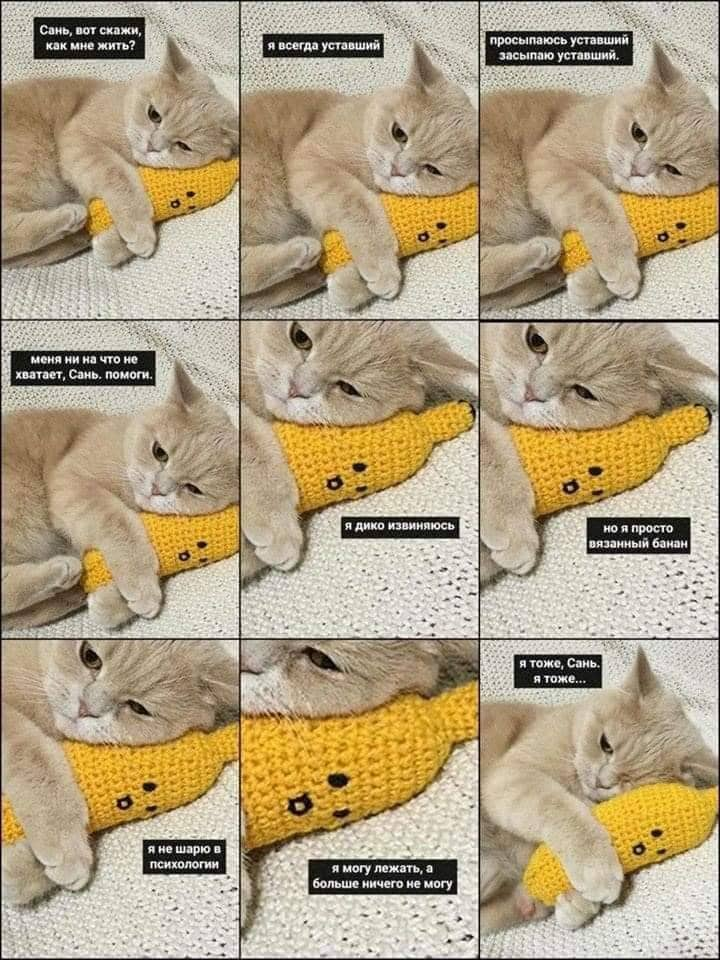 Сань, вот скажи,
как мне жить?
я всегда уставший
просыпаюсь уставший
засыпаю уставший.
меня ни на что не
хватает, Сань. помоги.
я дико извиняюсь
но я просто
вязанный банан
я не шарю в
психологии
я могу лежать, а
больше ничего не могу
я тоже, Сань.
я тоже...